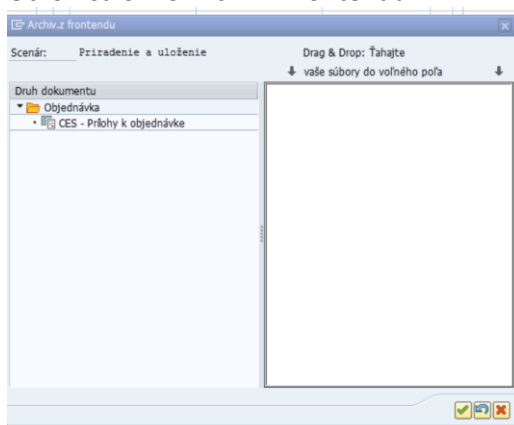 Archiv.z frontendu
Scenár: Priradenie a uloženie
Drag & Drop: Ťahajte
vaše súbory do voľného poľa
Druh dokumentu
Objednávka
CES - Prílohy k objednávke